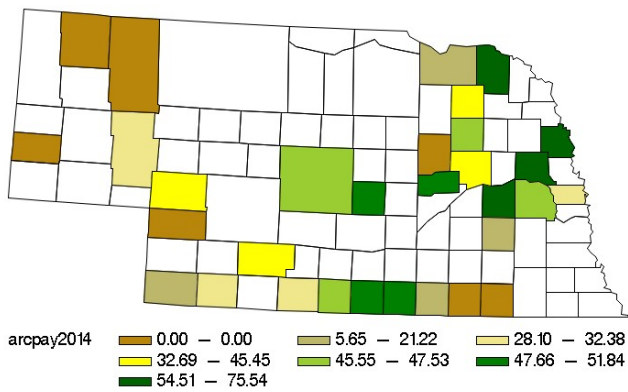 arcpay2014 0.00 – 0.00 5.65 – 21.22 28.10 – 32.38
32.69 – 45.45 45.55 – 47.53 47.66 – 51.84
54.51 – 75.54